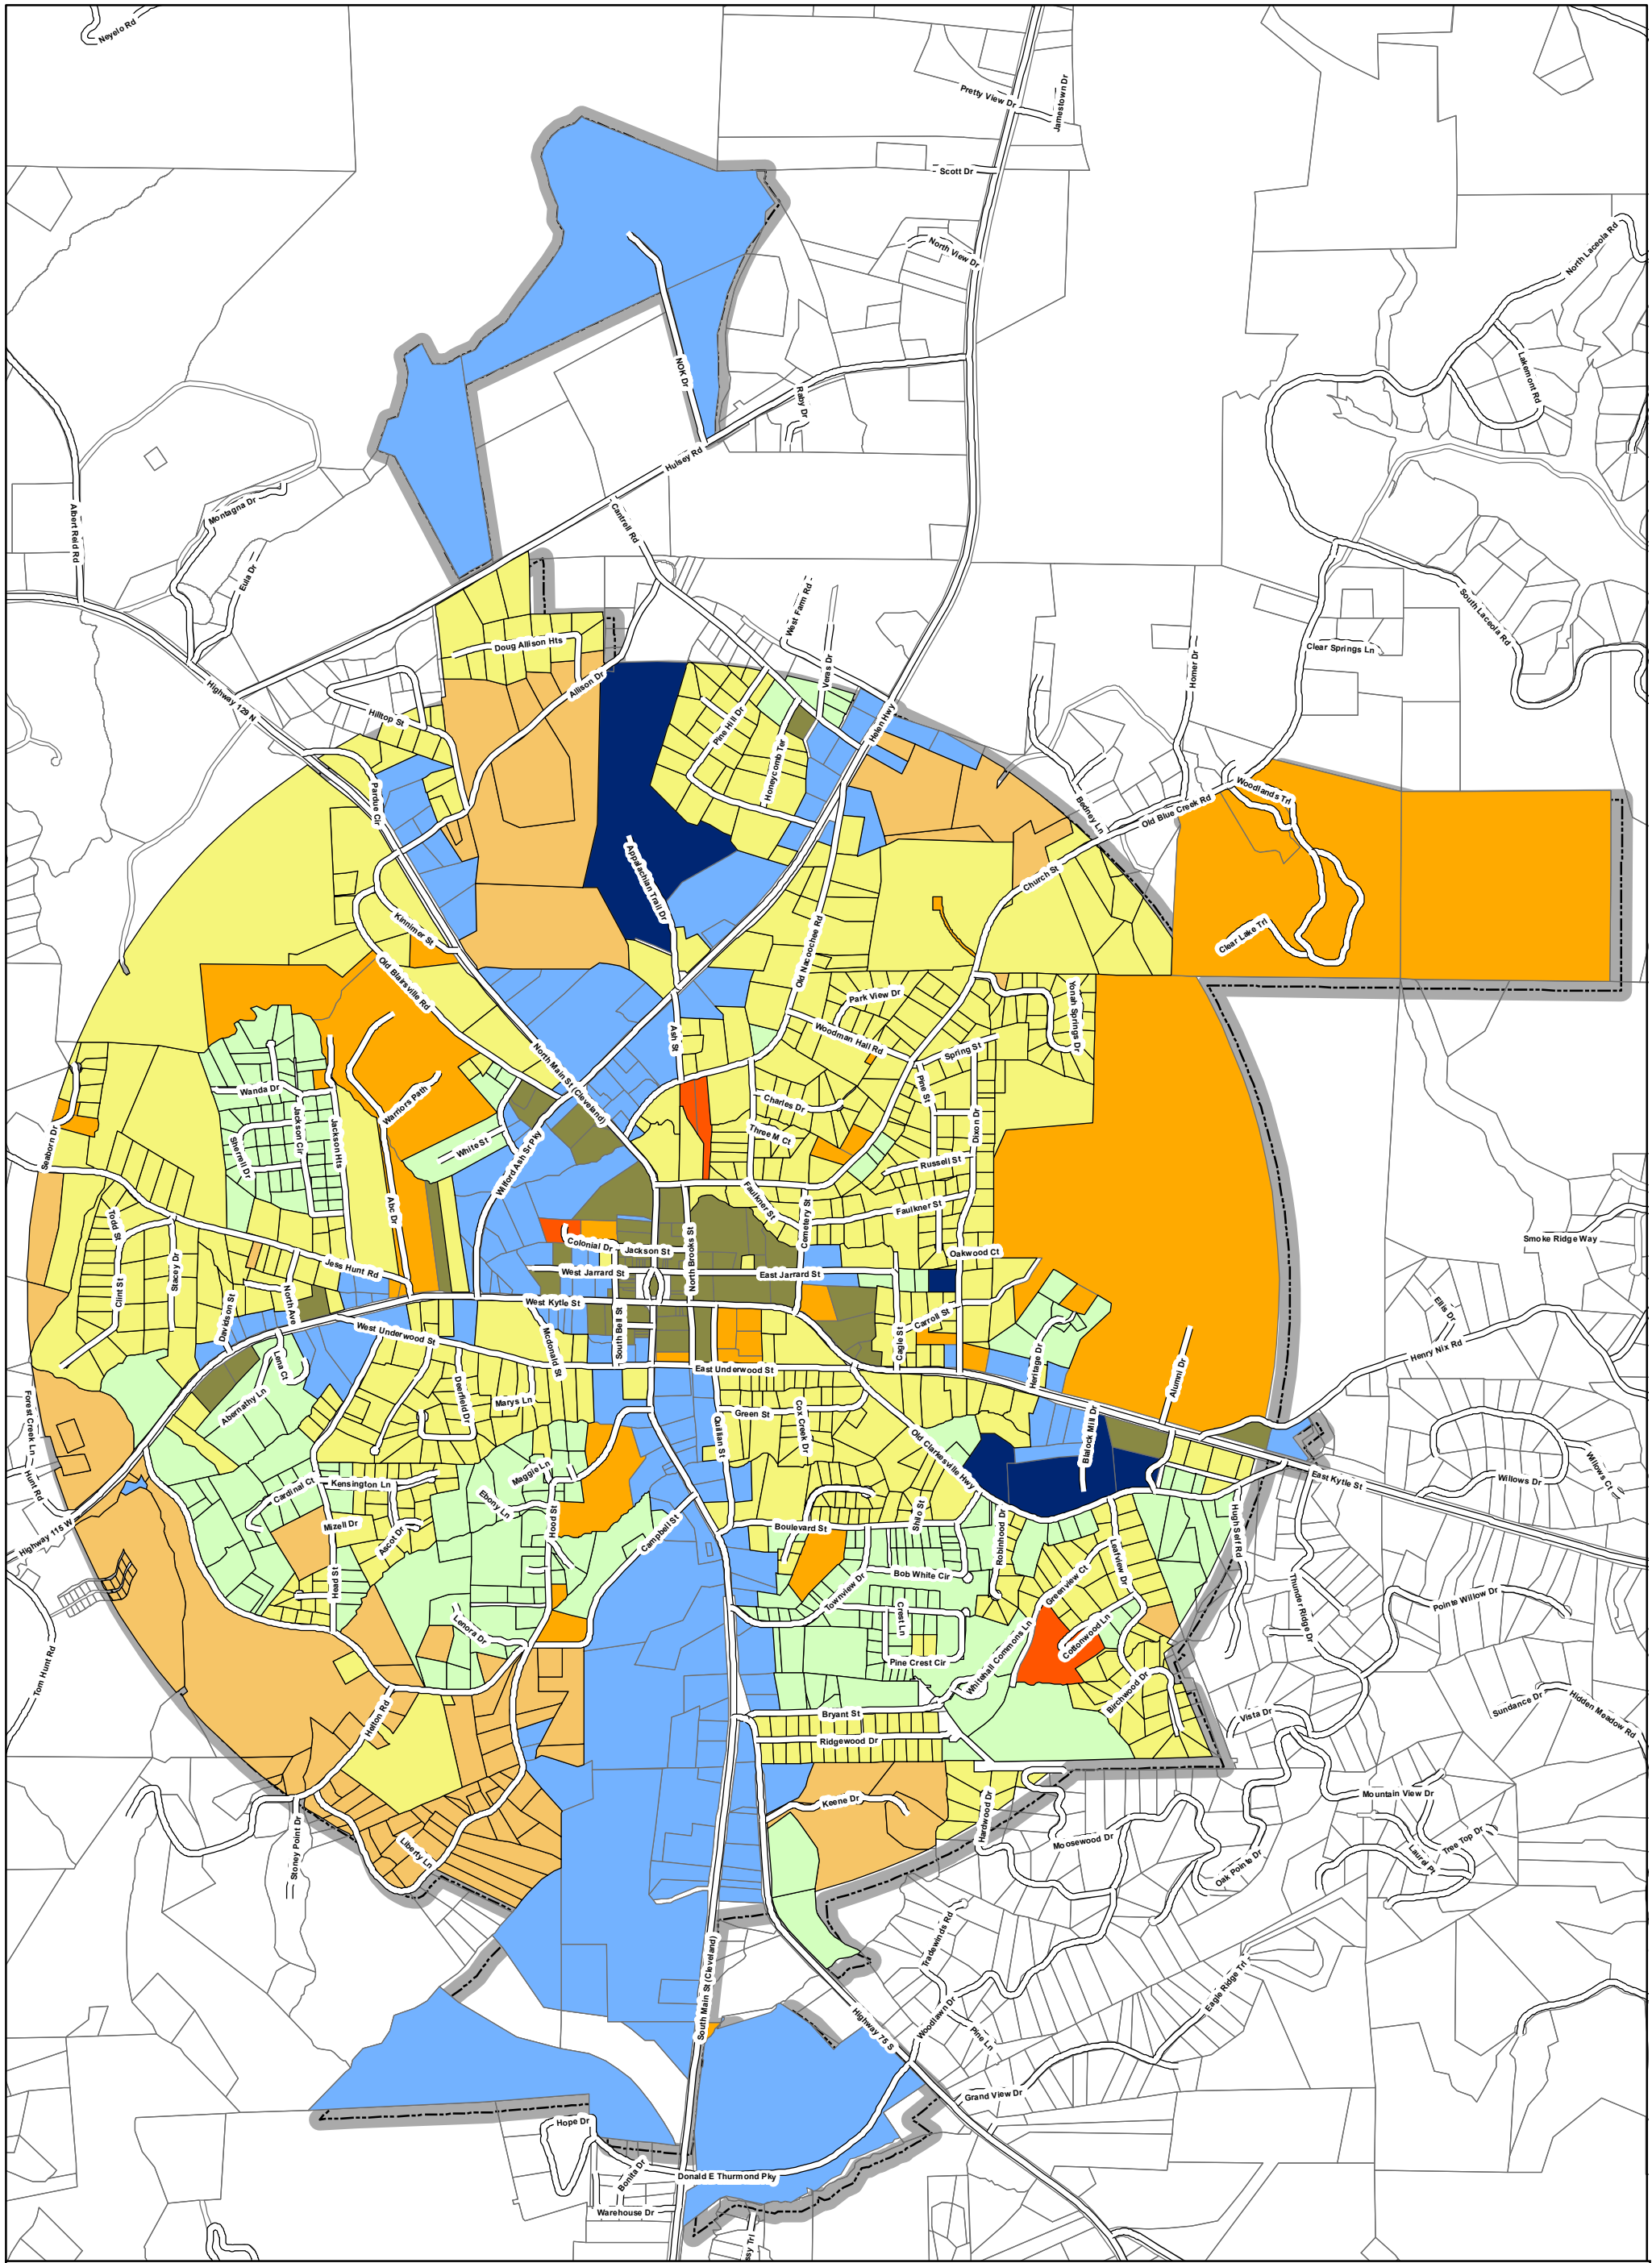 Neyelo Rd
Pretty View Dr
Jamestown Dr
Scott Dr
North View Dr
North Laceola Rd
Lakemont Rd
NOK Dr
Raby Dr
Hulsey Rd
Albert Reid Rd
Montagna Dr
Cantrell Rd
Eula Dr
West Farm Rd
South Laceola Rd
Doug Allison Hts
Homer Dr
Clear Springs Ln
Veras Dr
Allison Dr
Highway 129 N
Hilltop St
Pine Hill Dr
Helen Hwy
Honeycomb Ter
Pardue Cir
Woodlands Trl
Bedney Ln
Old Blue Creek Rd
Appalachian Trail Dr
Church St
Kinnimer St
Clear Lake Trl
Old Nacoochee Rd
Old Blairsville Rd
Park View Dr
Yonah Springs Dr
Ash St
Woodman Hall Rd
Spring St
North Main St (Cleveland)
Wanda Dr
Warriors Path
Pine St
Charles Dr
Dixon Dr
Jackson Cir
Jackson Hts
Seaborn Dr
Sherrell Dr
White St
Three M Ct
Wilford Ash Sr Pky
Russell St
Faulkner St
Faulkner St
Abc Dr
Todd St
Cemetery St
Colonial Dr
Jackson St
North Brooks St
Oakwood Ct
Smoke Ridge Way
Stacey Dr
Jess Hunt Rd
West Jarrard St
East Jarrard St
Clint St
North Ave
Davidson St
West Kytle St
Carroll St
Ellis Dr
West Underwood St
Mcdonald St
South Bell St
Cagle St
Henry Nix Rd
Lena Ct
East Underwood St
Heritage Dr
Alumni Dr
Abernathy Ln
Deerfield Dr
Marys Ln
Green St
Cox Creek Dr
Quillian St
Forest Creek Ln
Blalock Mill Dr
Old Clarkesville Hwy
Hunt Rd
Maggie Ln
Cardinal Ct
Kensington Ln
East Kytle St
Willows Dr
Willows Ct
Ebony Ln
Highway 115 W
Mizell Dr
Ascot Dr
Hood St
Campbell St
Boulevard St
Shiko St
Robinhood Dr
Hugh Self Rd
Leafview Dr
Head St
Bob White Cir
Greenview Ct
Townview Dr
Thunder Ridge Dr
Pointe Willow Dr
Crest Ln
Lenora Dr
Cottonwood Ln
Tom Hunt Rd
Whitehall Commons Ln
Pine Crest Cir
Birchwood Dr
Helton Rd
Bryant St
Vista Dr
Sundance Dr
Hidden Meadow Rd
Ridgewood Dr
Keene Dr
Hardwood Dr
Mountain View Dr
Stoney Point Dr
Liberty Ln
Moosewood Dr
Tree Top Dr
Laurel Pt
Oak Pointe Dr
Tradewinds Rd
South Main St (Cleveland)
Eagle Ridge Trl
Highway 75 S
Woodlawn Dr
Pine Ln
Grand View Dr
Hope Dr
Bonita Dr
Donald E Thurmond Pky
Warehouse Dr
ssy Trl